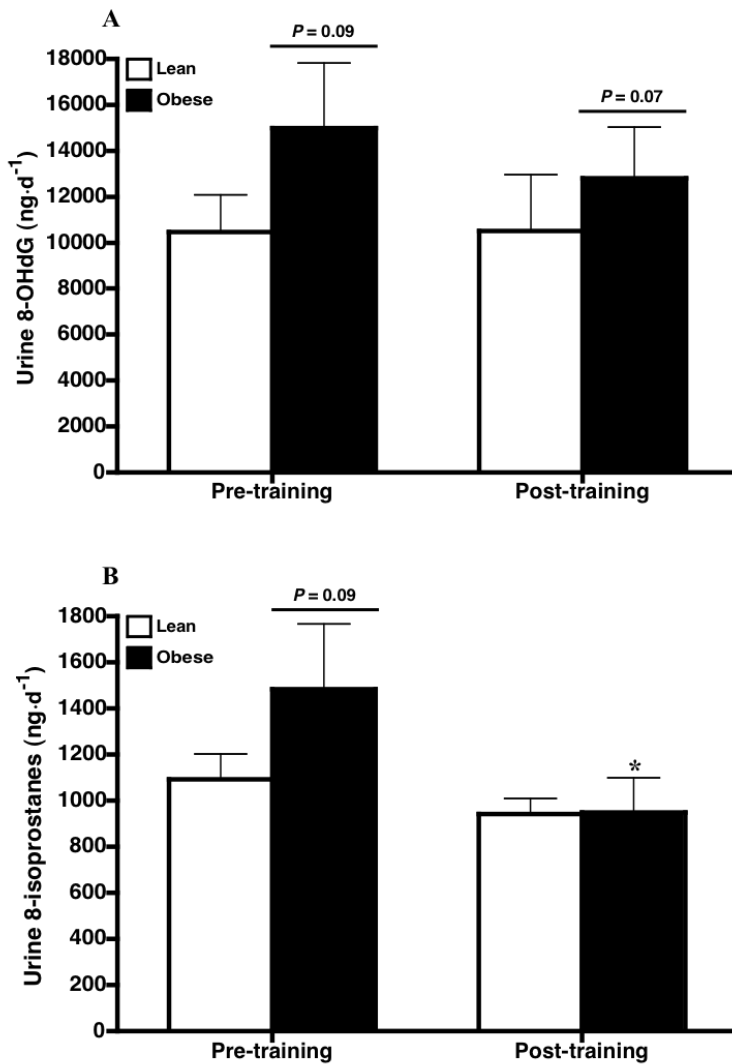 A
P = 0.09
18000
Lean
16000
Obese
P = 0.07
14000
12000
10000
8000
6000
4000
2000
0
Urine 8-OHdG (ng·d⁻¹)
Pre-training Post-training
B
P = 0.09
1800
Lean
1600
Obese
1400
1200
*
1000
800
600
400
200
0
Urine 8-isoprostanes (ng·d⁻¹)
Pre-training Post-training